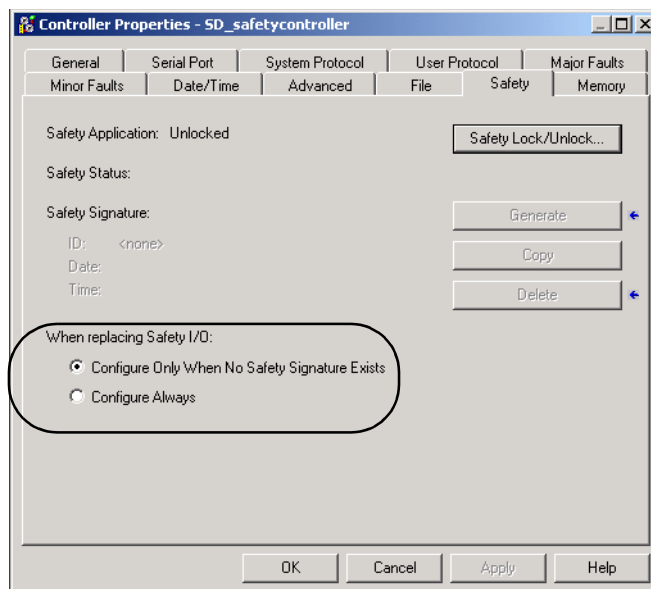 Controller Properties - SD_safetycontroller
General Serial Port System Protocol User Protocol Major Faults
Minor Faults Date/Time Advanced File Safety Memory
Safety Application: Unlocked
Safety Lock/Unlock...
Safety Status:
Safety Signature:
Generate
ID: <none>
Copy
Date:
Time:
Delete
When replacing Safety I/O:
Configure Only When No Safety Signature Exists
Configure Always
OK Cancel Apply Help